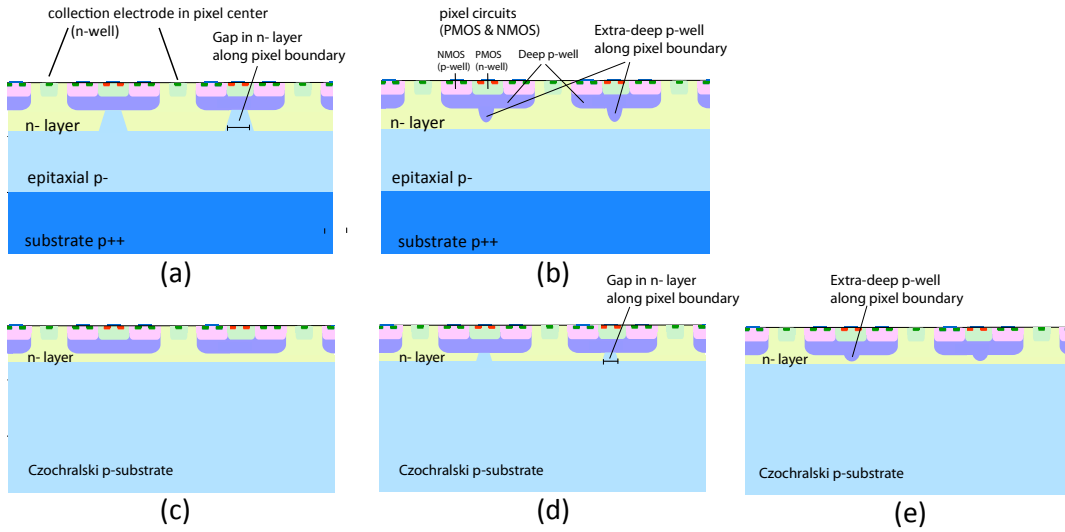 collection electrode in pixel center
(n-well)
Gap in n- layer
along pixel boundary
n- layer
epitaxial p-
substrate p++
(a)
pixel circuits
(PMOS & NMOS)
Extra-deep p-well
along pixel boundary
NMOS
(p-well)
PMOS
(n-well)
Deep p-well
n- layer
epitaxial p-
substrate p++
(b)
n- layer
Czochralski p-substrate
(c)
Gap in n- layer
along pixel boundary
n- layer
Czochralski p-substrate
(d)
Extra-deep p-well
along pixel boundary
n- layer
Czochralski p-substrate
(e)